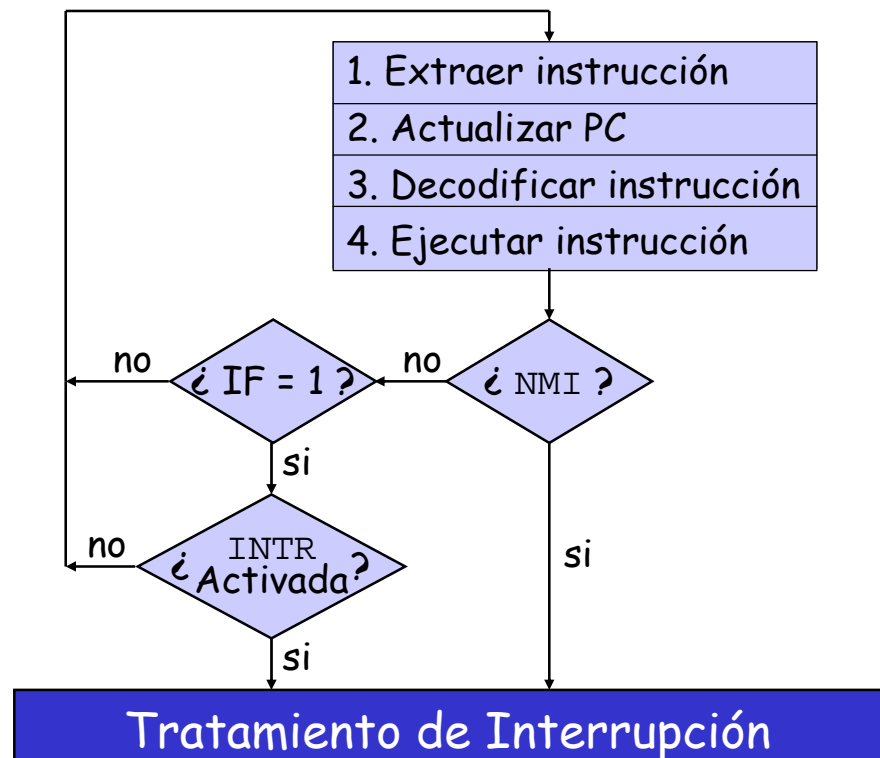 1. Extraer instrucción
2. Actualizar PC
3. Decodificar instrucción
4. Ejecutar instrucción
no
¿ IF = 1 ?
no
¿ NMI ?
si
no
¿ INTR
Activada?
si
si
Tratamiento de Interrupción